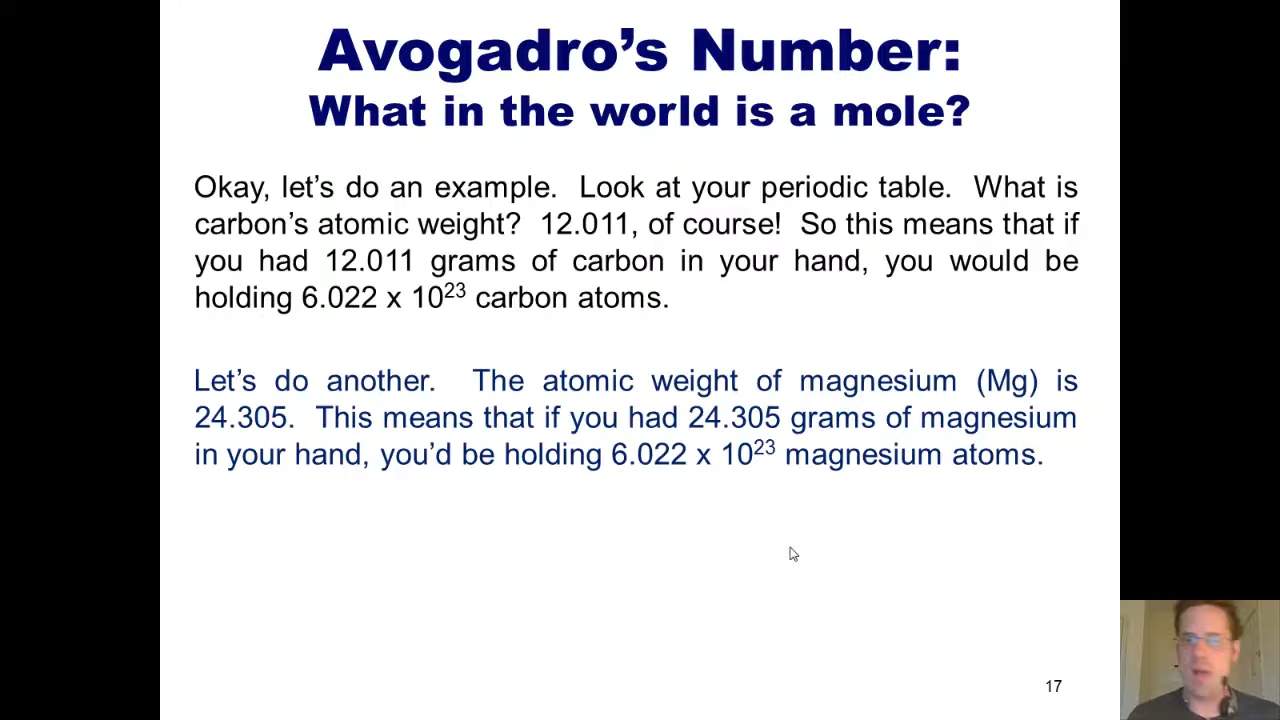 Avogadro’s Number:
What in the world is a mole?
Okay, let’s do an example.  Look at your periodic table.  What is
carbon’s atomic weight?  12.011, of course!  So this means that if
you had 12.011 grams of carbon in your hand, you would be
holding 6.022 x 10²³ carbon atoms.
Let’s do another.  The atomic weight of magnesium (Mg) is
24.305.  This means that if you had 24.305 grams of magnesium
in your hand, you’d be holding 6.022 x 10²³ magnesium atoms.
17